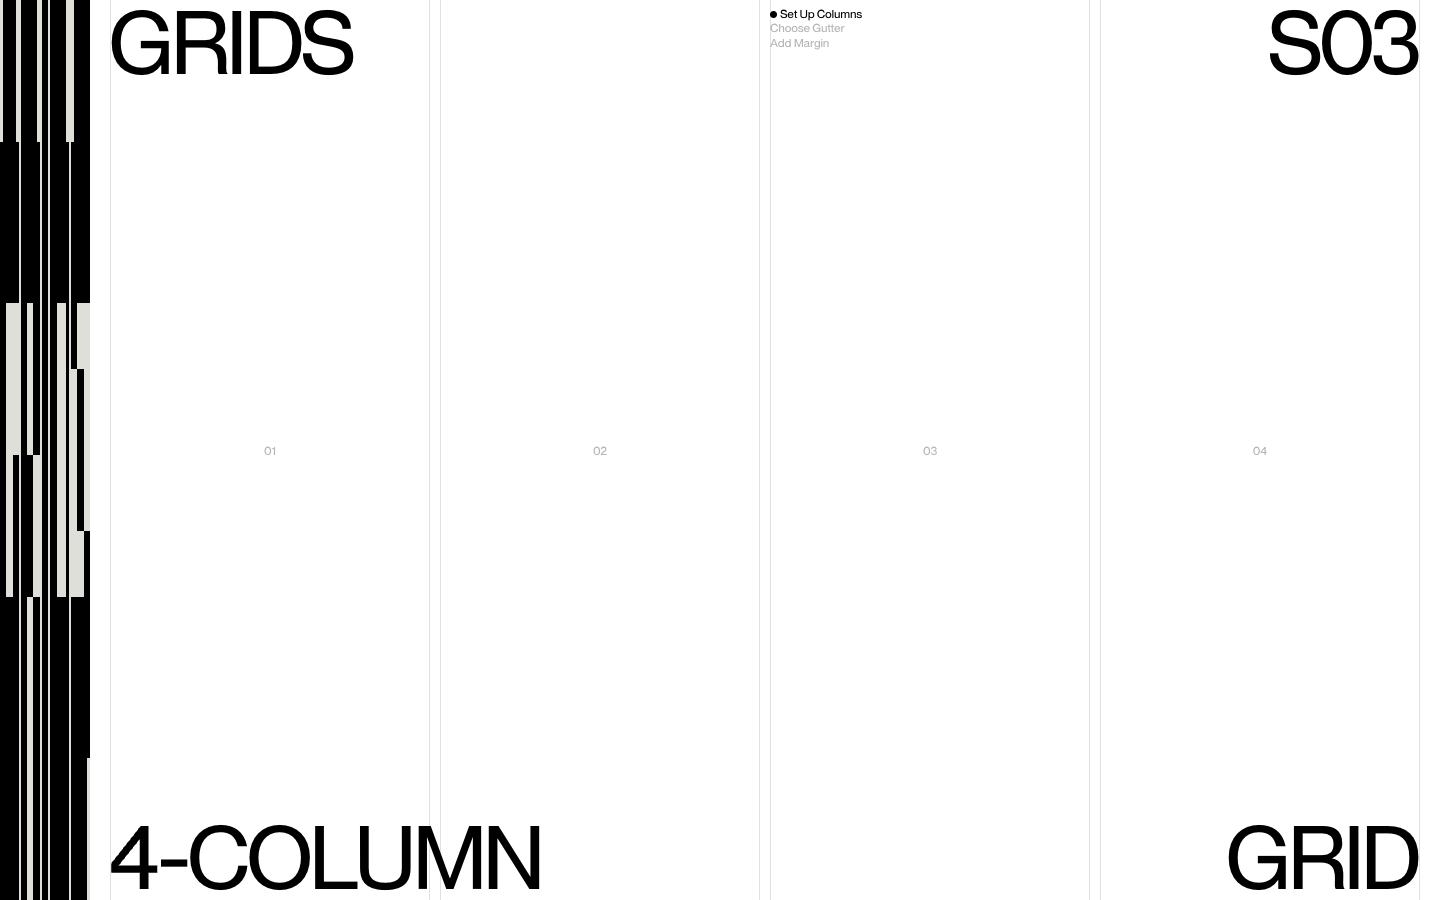 GRIDS
Set Up Columns
Choose Gutter
Add Margin
S03
01
02
03
04
4-COLUMN
GRID